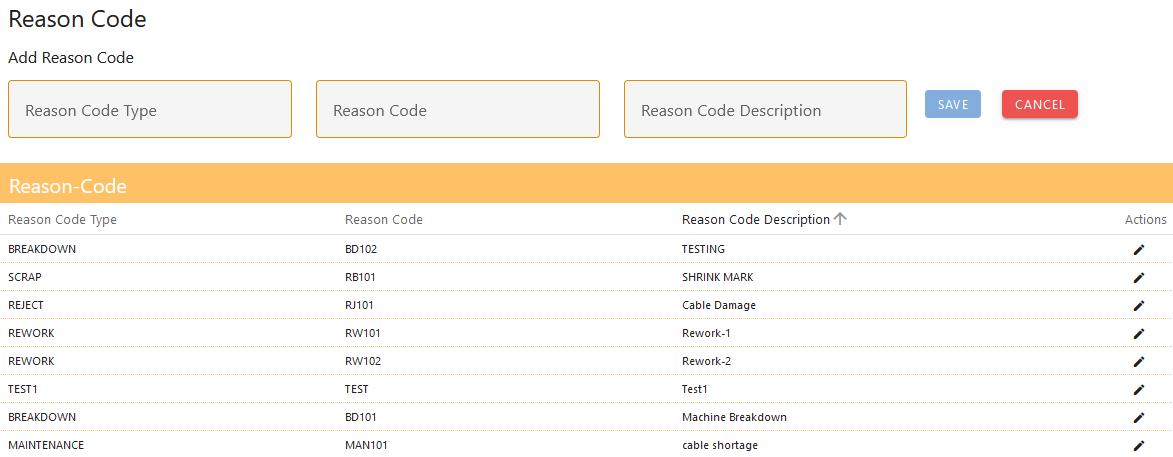 Reason Code
Add Reason Code
Reason Code Type Reason Code Reason Code Description SAVE CANCEL
Reason-Code
Reason Code Type Reason Code Reason Code Description Actions
BREAKDOWN BD102 TESTING
SCRAP RB101 SHRINK MARK
REJECT RJ101 Cable Damage
REWORK RW101 Rework-1
REWORK RW102 Rework-2
TEST1 TEST Test1
BREAKDOWN BD101 Machine Breakdown
MAINTENANCE MAN101 cable shortage